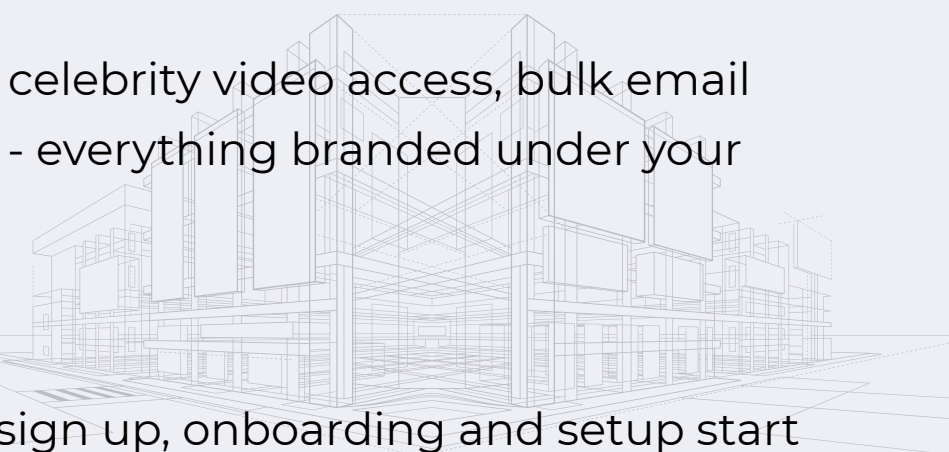 celebrity video access, bulk email
- everything branded under your
sign up, onboarding and setup start